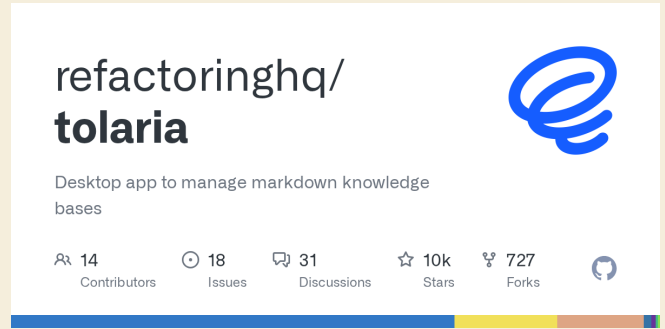 refactoringhq/
tolaria
Desktop app to manage markdown knowledge
bases
14 18 31 10k 727
Contributors Issues Discussions Stars Forks